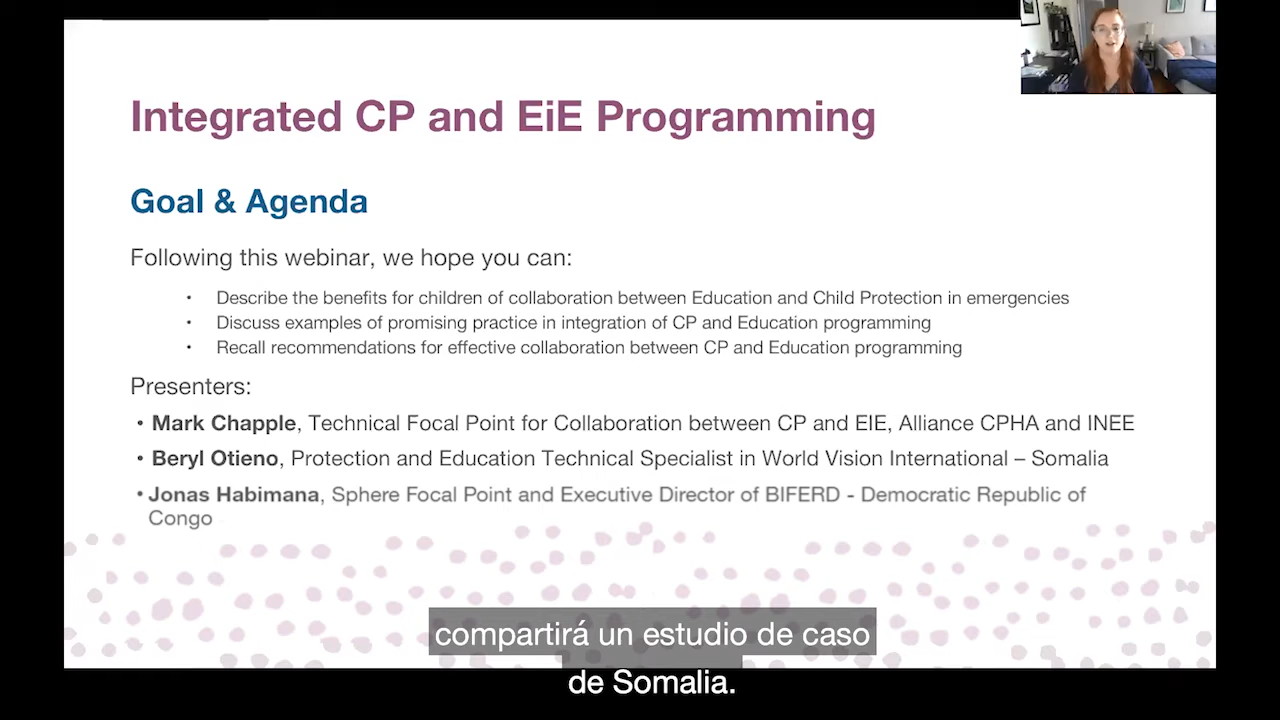 Integrated CP and EiE Programming
Goal & Agenda
Following this webinar, we hope you can:
• Describe the benefits for children of collaboration between Education and Child Protection in emergencies
• Discuss examples of promising practice in integration of CP and Education programming
• Recall recommendations for effective collaboration between CP and Education programming
Presenters:
• Mark Chapple, Technical Focal Point for Collaboration between CP and EIE, Alliance CPHA and INEE
• Beryl Otieno, Protection and Education Technical Specialist in World Vision International – Somalia
• Jonas Habimana, Sphere Focal Point and Executive Director of BIFERD - Democratic Republic of
Congo
compartirá un estudio de caso
de Somalia.